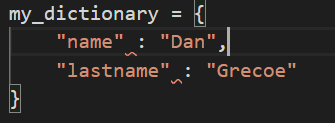 my_dictionary = {
    "name" : "Dan",
    "lastname" : "Grecoe"
}